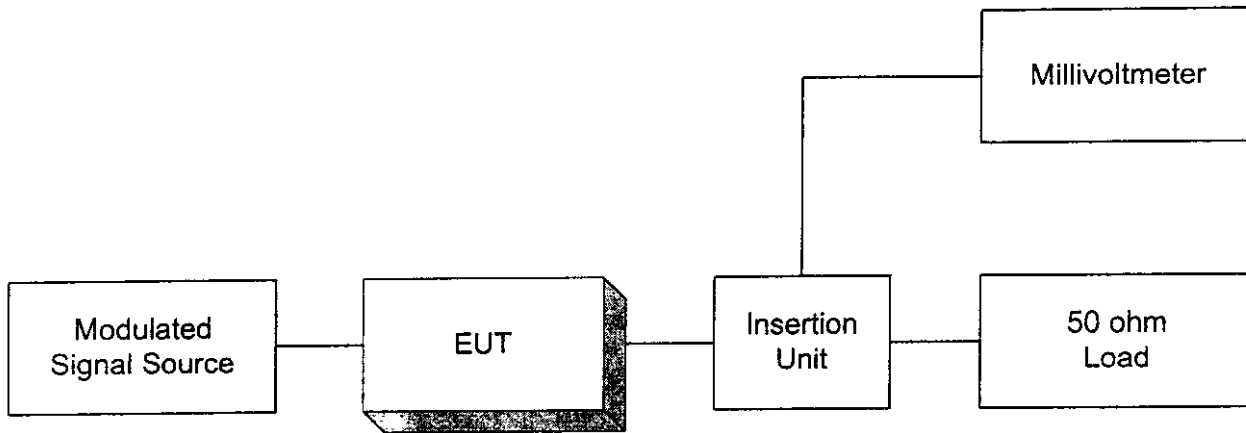 Millivoltmeter
Modulated
Signal Source
EUT
Insertion
Unit
50 ohm
Load